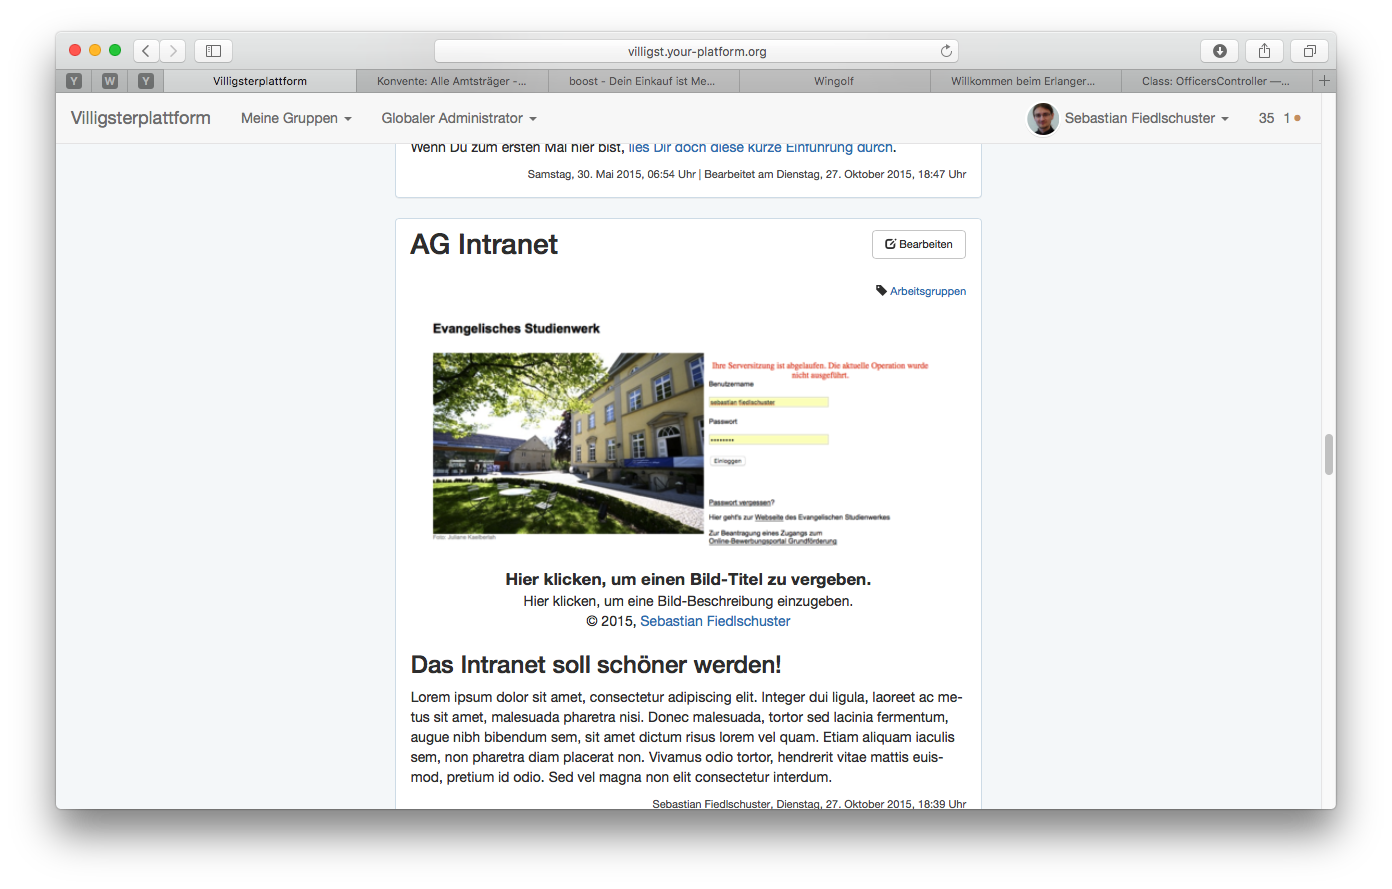 villigst.your-platform.org
Y
W
Y
Villigsterplattform
Konvente: Alle Amtsträger -...
boost - Dein Einkauf ist Me...
Wingolf
Willkommen beim Erlanger...
Class: OfficersController —...
Villigsterplattform
Meine Gruppen
Globaler Administrator
Sebastian Fiedlschuster
35
1
Wenn Du zum ersten Mal hier bist, lies Dir doch diese kurze Einführung durch.
Samstag, 30. Mai 2015, 06:54 Uhr | Bearbeitet am Dienstag, 27. Oktober 2015, 18:47 Uhr
AG Intranet
Bearbeiten
Arbeitsgruppen
Evangelisches Studienwerk
Ihre Serversitzung ist abgelaufen. Die aktuelle Operation wurde
nicht ausgeführt.
Benutzername
sebastian fiedlschuster
Passwort
••••••••
Einloggen
Passwort vergessen?
Hier geht's zur Webseite des Evangelischen Studienwerkes
Zur Beantragung eines Zugangs zum
Online-Bewerbungsportal Grundförderung
Foto: Juliane
Hier klicken, um einen Bild-Titel zu vergeben.
Hier klicken, um eine Bild-Beschreibung einzugeben.
© 2015, Sebastian Fiedlschuster
Das Intranet soll schöner werden!
Lorem ipsum dolor sit amet, consectetur adipiscing elit. Integer dui ligula, laoreet ac me-
tus sit amet, malesuada pharetra nisi. Donec malesuada, tortor sed lacinia fermentum,
augue nibh bibendum sem, sit amet dictum risus lorem vel quam. Etiam aliquam iaculis
sem, non pharetra diam placerat non. Vivamus odio tortor, hendrerit vitae mattis euis-
mod, pretium id odio. Sed vel magna non elit consectetur interdum.
Sebastian Fiedlschuster, Dienstag, 27. Oktober 2015, 18:39 Uhr